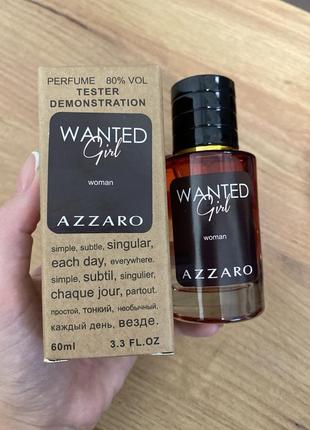 PERFUME 80% VOL
TESTER
DEMONSTRATION
WANTED
Girl
woman
AZZARO
simple, subtle, singular,
each day, everywhere.
simple, subtil, singulier,
chaque jour, partout.
простой, тонкий, необычный,
каждый день, везде.
60ml 3.3 FL.OZ
WANTED
Girl
woman
AZZARO